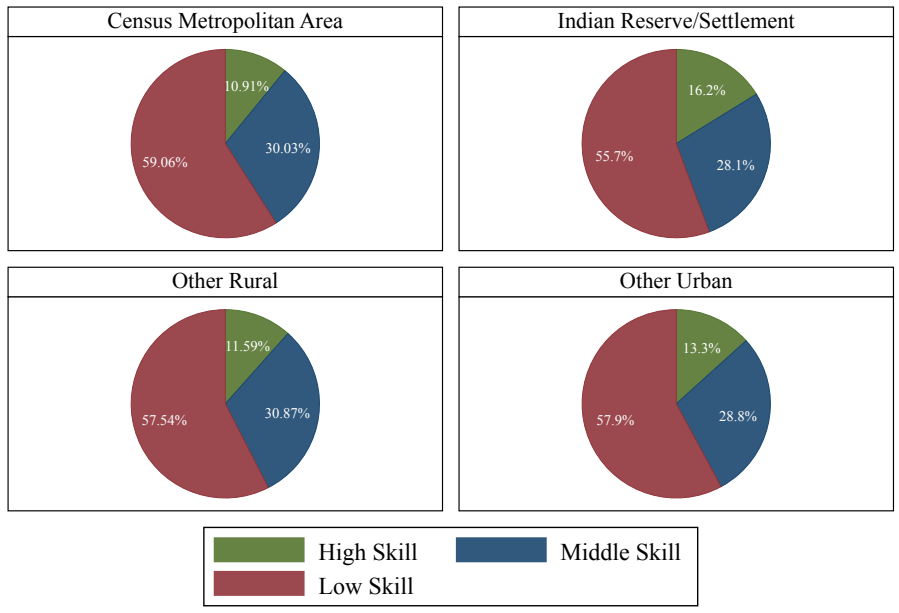 Census Metropolitan Area
10.91%
30.03%
59.06%
Indian Reserve/Settlement
16.2%
28.1%
55.7%
Other Rural
11.59%
30.87%
57.54%
Other Urban
13.3%
28.8%
57.9%
High Skill
Middle Skill
Low Skill